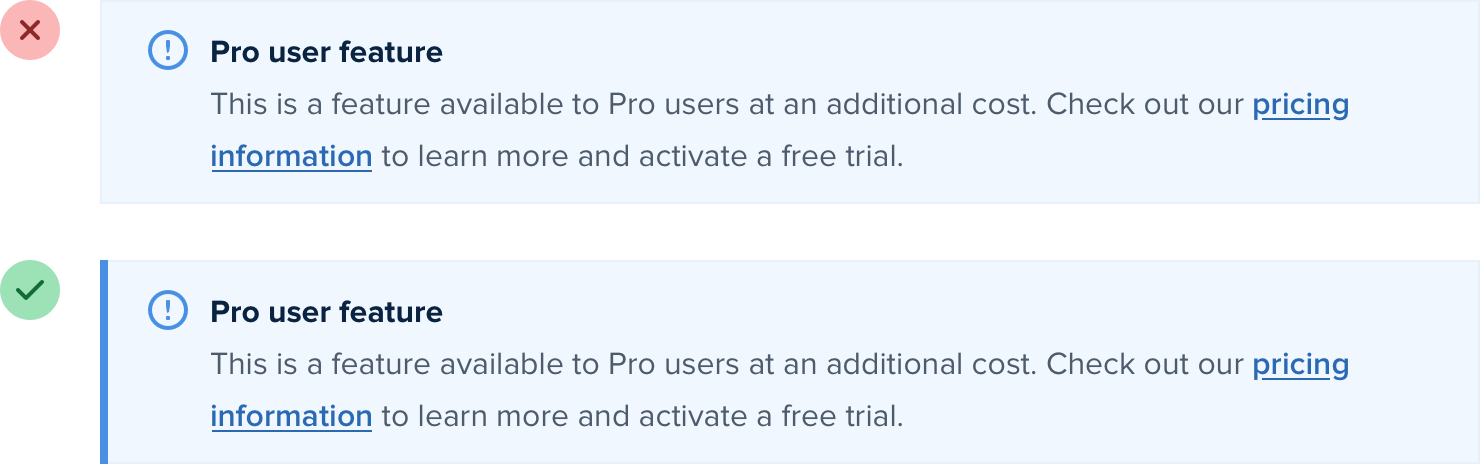 Pro user feature
This is a feature available to Pro users at an additional cost. Check out our pricing
information to learn more and activate a free trial.
Pro user feature
This is a feature available to Pro users at an additional cost. Check out our pricing
information to learn more and activate a free trial.